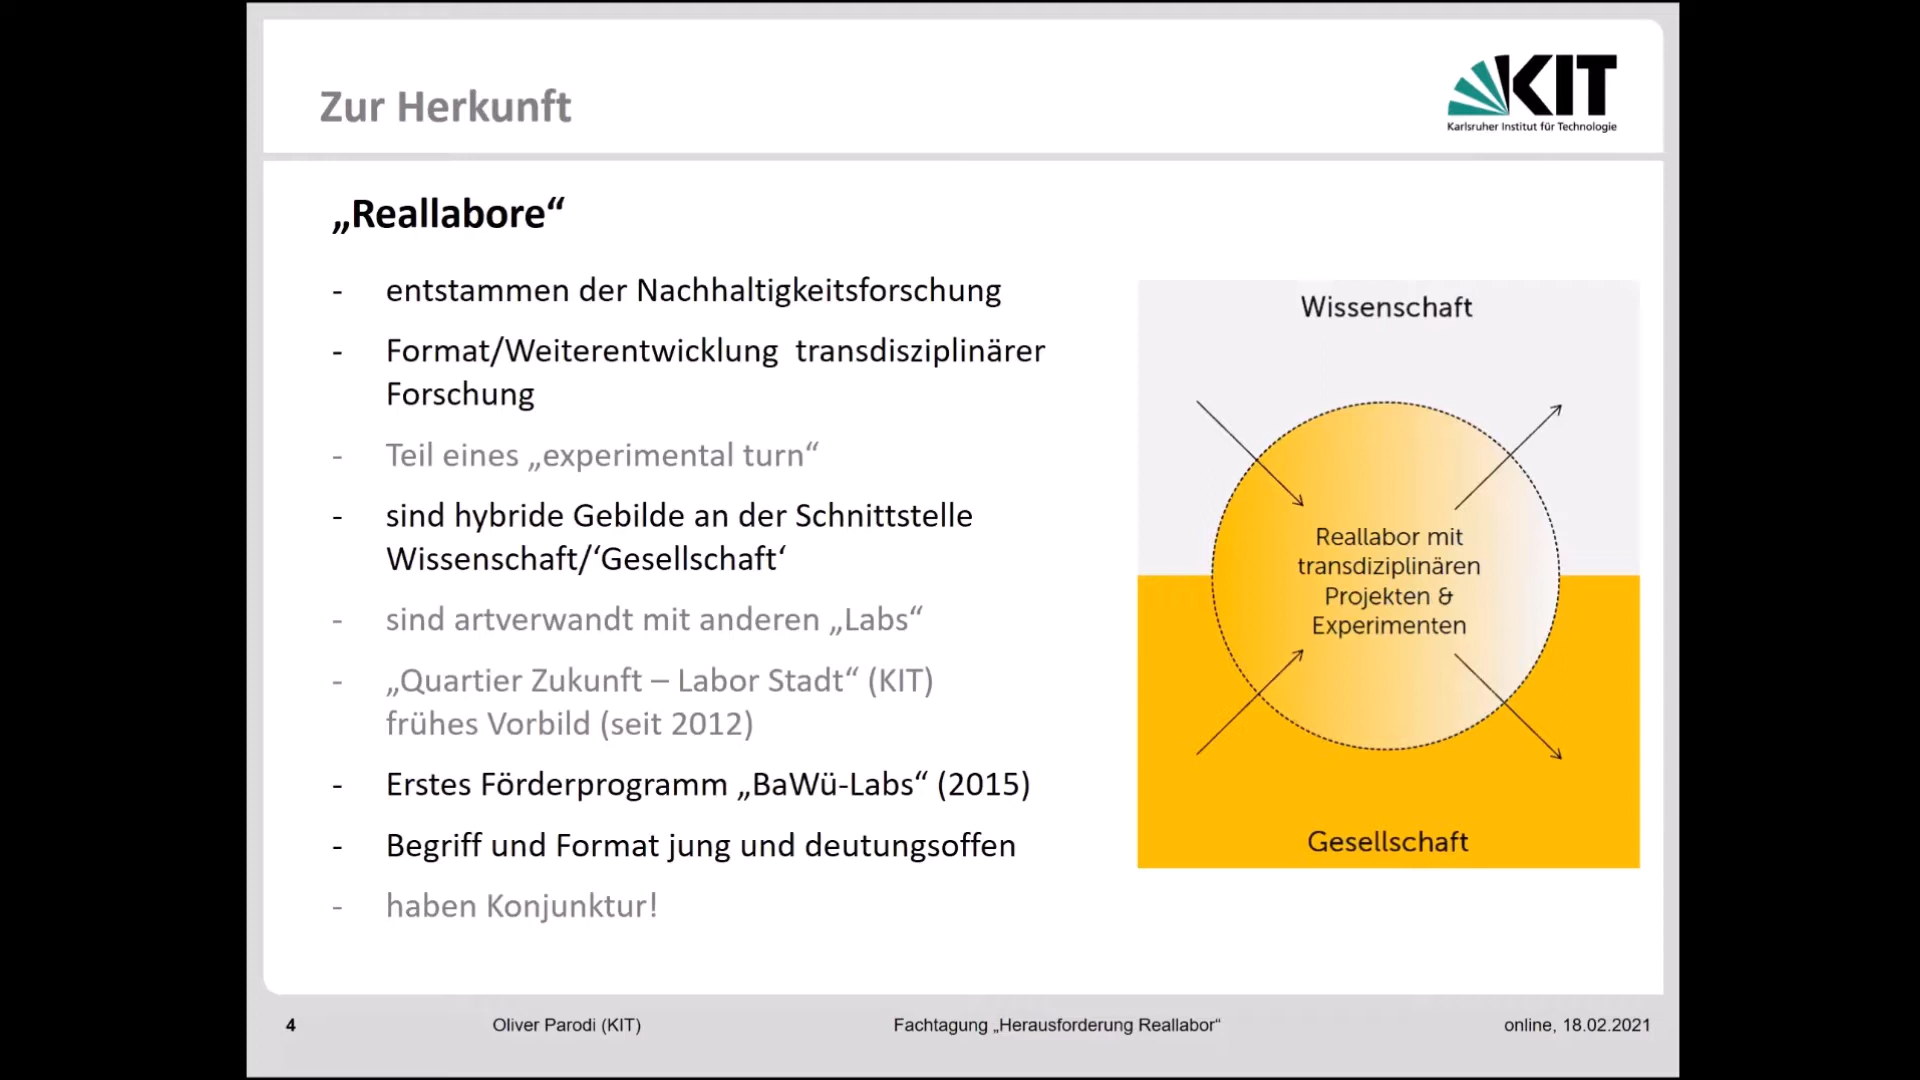 Zur Herkunft
KIT
Karlsruher Institut für Technologie
„Reallabore“
- entstammen der Nachhaltigkeitsforschung
- Format/Weiterentwicklung transdisziplinärer
Forschung
- Teil eines „experimental turn“
- sind hybride Gebilde an der Schnittstelle
Wissenschaft/‘Gesellschaft‘
- sind artverwandt mit anderen „Labs“
- „Quartier Zukunft – Labor Stadt“ (KIT)
frühes Vorbild (seit 2012)
- Erstes Förderprogramm „BaWü-Labs“ (2015)
- Begriff und Format jung und deutungsoffen
- haben Konjunktur!
Wissenschaft
Reallabor mit
transdiziplinären
Projekten &
Experimenten
Gesellschaft
4 Oliver Parodi (KIT) Fachtagung „Herausforderung Reallabor“ online, 18.02.2021